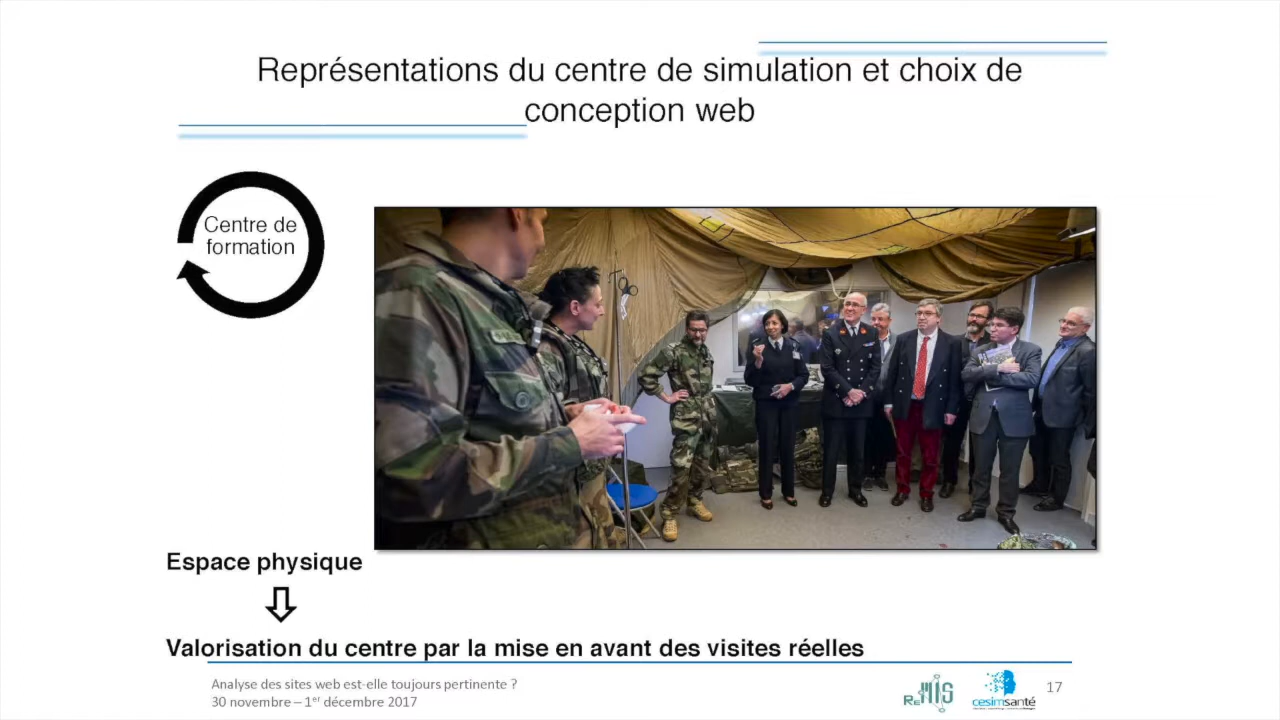 Représentations du centre de simulation et choix de
conception web
Centre de
formation
Espace physique
Valorisation du centre par la mise en avant des visites réelles
Analyse des sites web est-elle toujours pertinente ?
30 novembre – 1er décembre 2017
ReMIS
cesimsanté
17